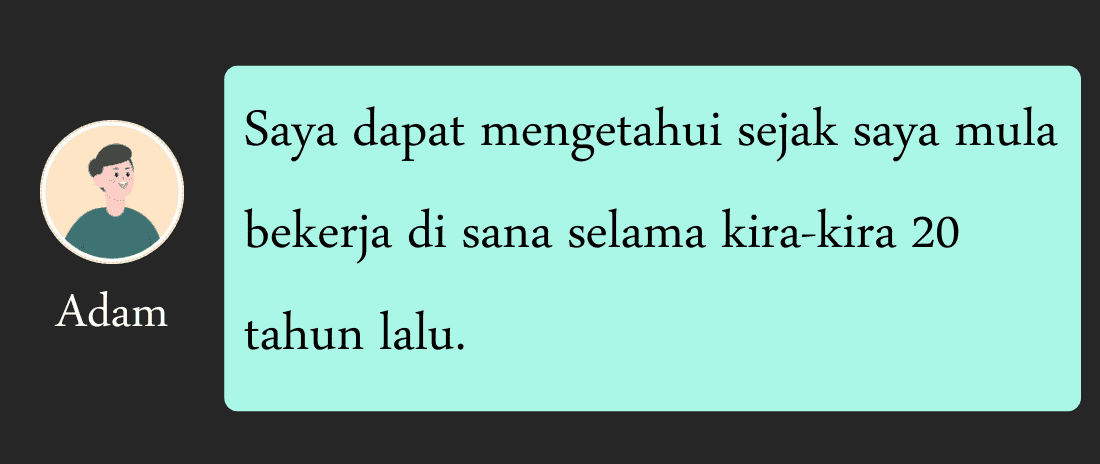 Saya dapat mengetahui sejak saya mula
bekerja di sana selama kira-kira 20
tahun lalu.
Adam